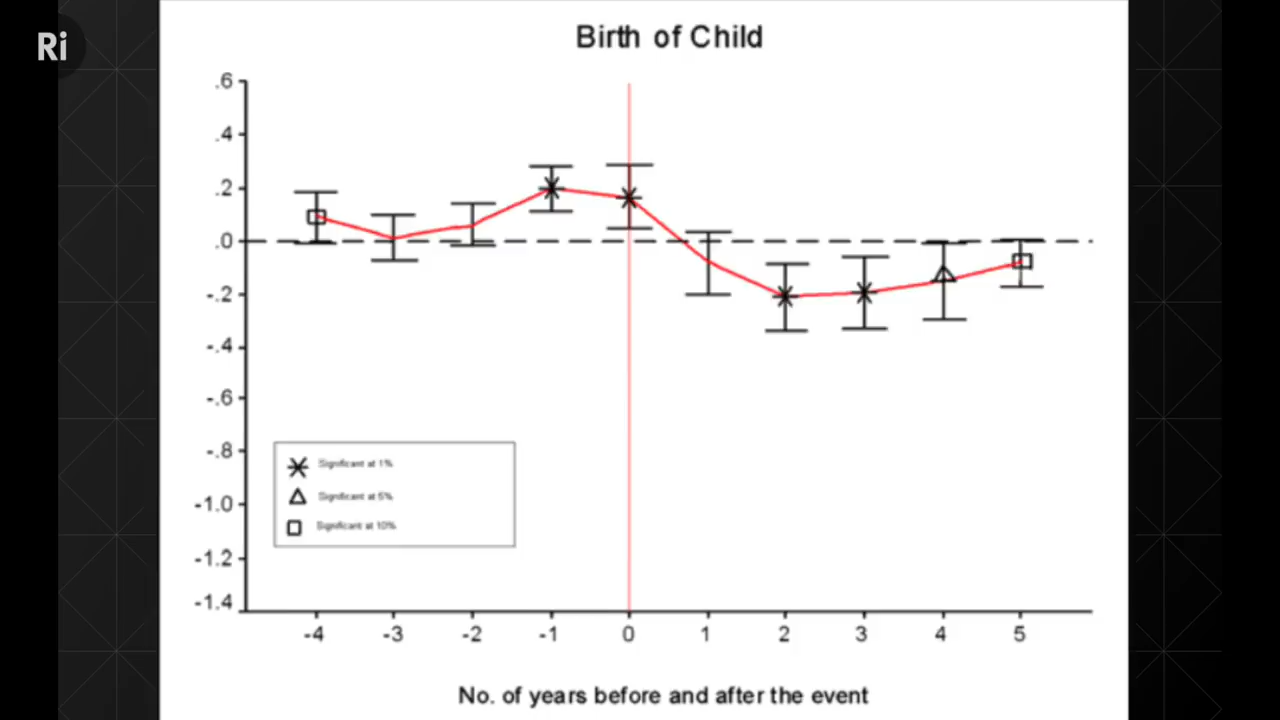 Ri
Birth of Child
.6
.4
.2
.0
-.2
-.4
-.6
-.8
-1.0
-1.2
-1.4
Significant at 1%
Significant at 5%
Significant at 10%
-4 -3 -2 -1 0 1 2 3 4 5
No. of years before and after the event